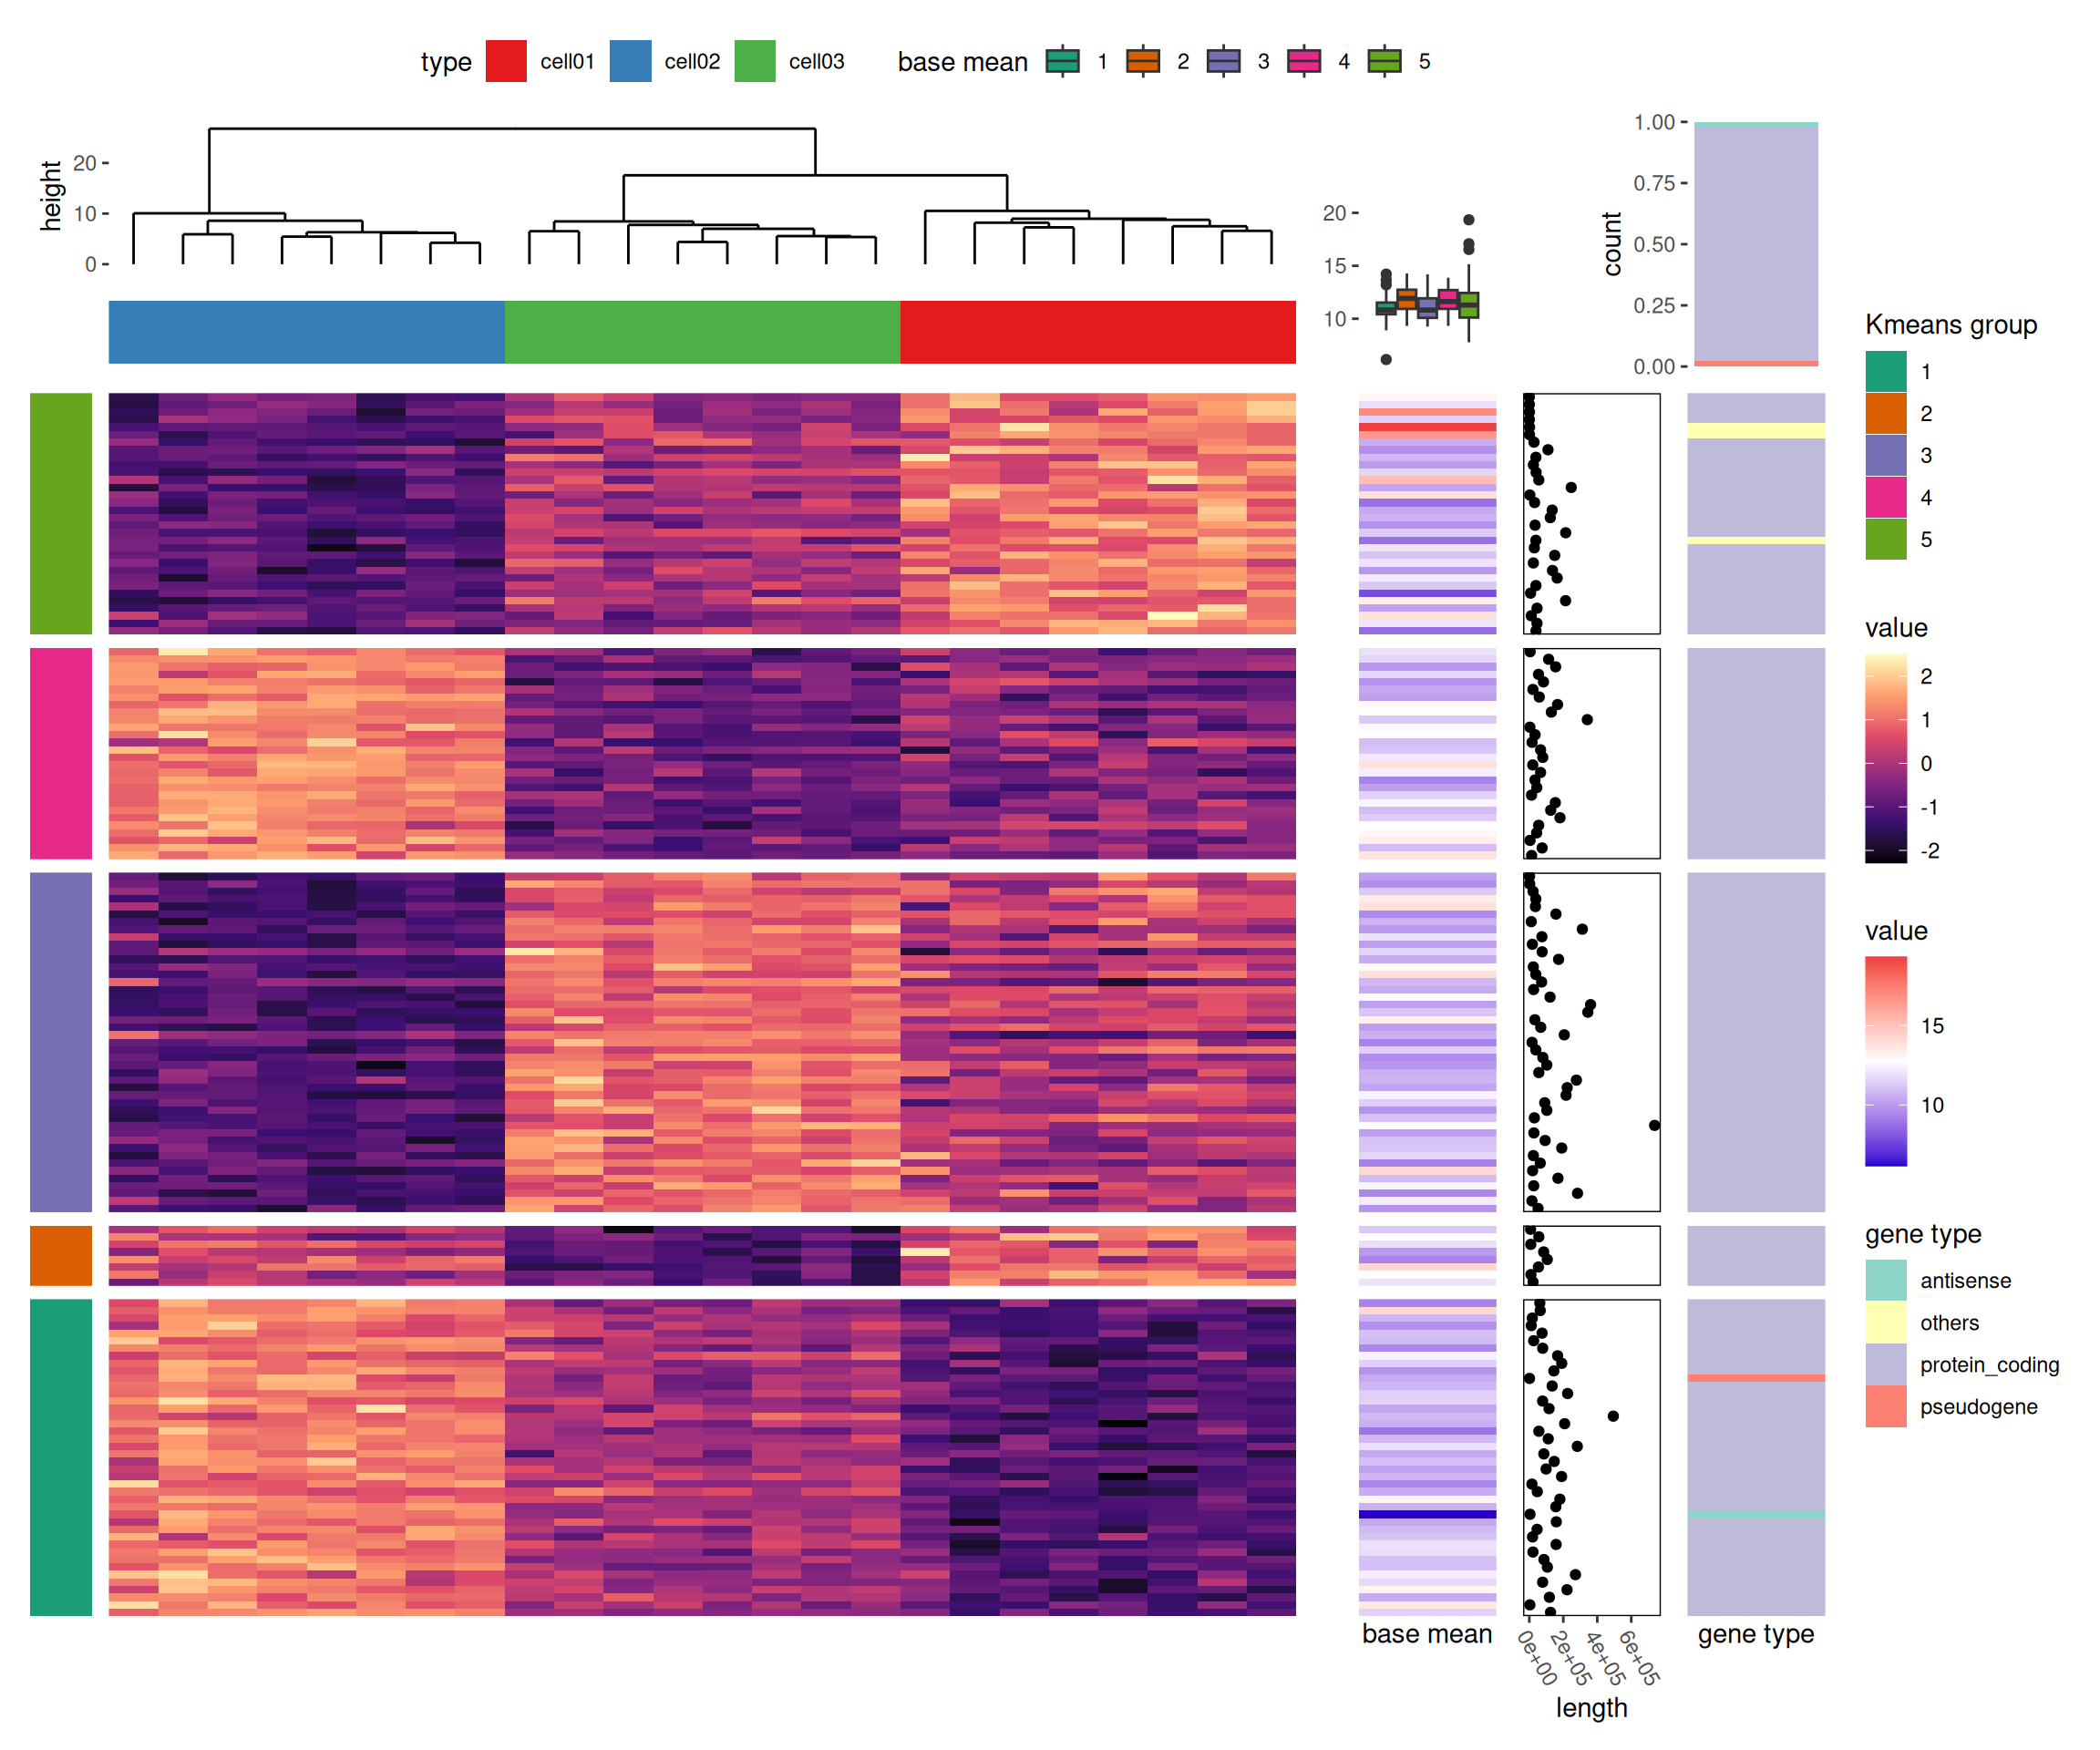 type cell01 cell02 cell03 base mean 1 2 3 4 5
height
20
10
0
20
15
10
count
1.00
0.75
0.50
0.25
0.00
Kmeans group
1
2
3
4
5
value
2
1
0
-1
-2
value
15
10
gene type
antisense
others
protein_coding
pseudogene
base mean
0e+00 2e+05 4e+05 6e+05
length
gene type